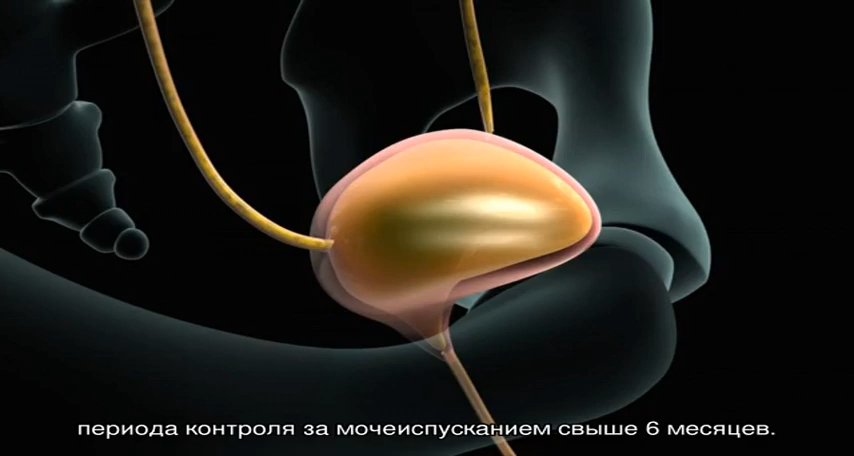 периода контроля за мочеиспусканием свыше 6 месяцев.